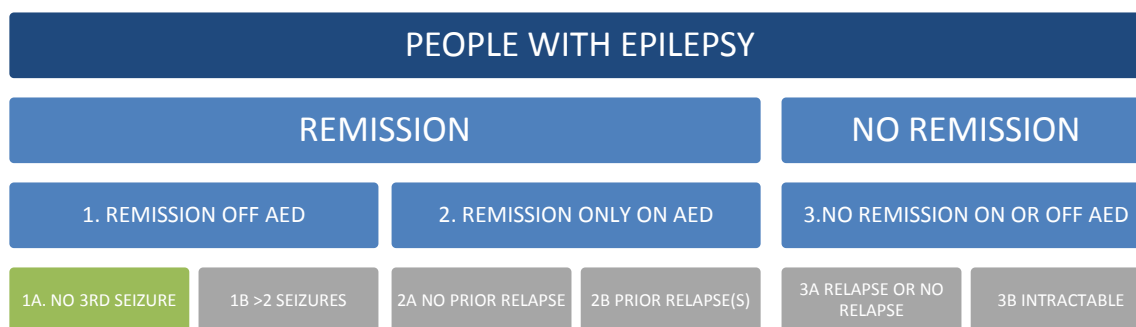 PEOPLE WITH EPILEPSY
REMISSION
NO REMISSION
1. REMISSION OFF AED
2. REMISSION ONLY ON AED
3.NO REMISSION ON OR OFF AED
1A. NO 3RD SEIZURE
1B >2 SEIZURES
2A NO PRIOR RELAPSE
2B PRIOR RELAPSE(S)
3A RELAPSE OR NO
RELAPSE
3B INTRACTABLE